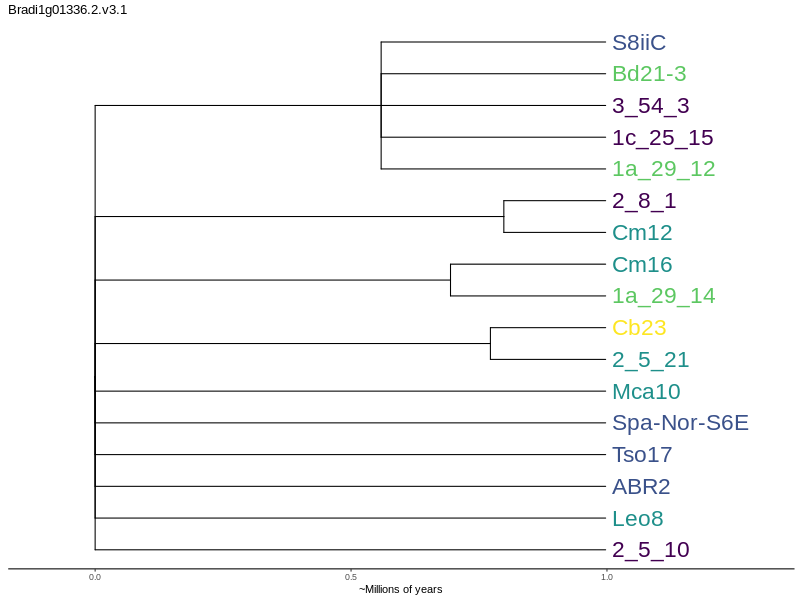 Bradi1g01336.2.v3.1
S8iiC
Bd21-3
3_54_3
1c_25_15
1a_29_12
2_8_1
Cm12
Cm16
1a_29_14
Cb23
2_5_21
Mca10
Spa-Nor-S6E
Tso17
ABR2
Leo8
2_5_10
0.0 0.5 1.0
~Millions of years